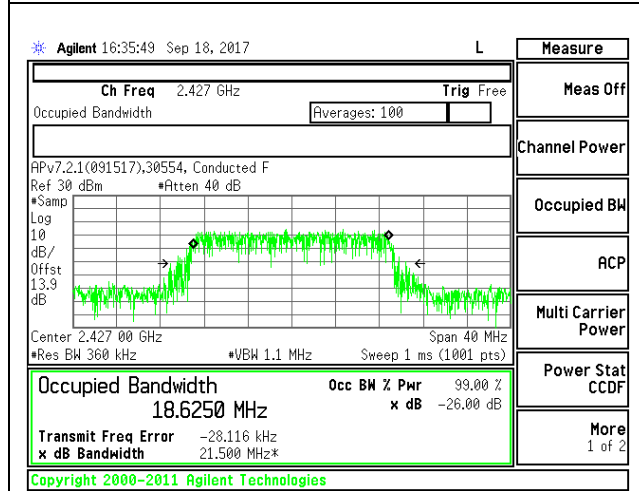 Agilent 16:35:49 Sep 18, 2017 L Measure
Ch Freq 2.427 GHz Trig Free
Meas Off
Occupied Bandwidth Averages: 100
Channel Power
APv7.2.1(091517),30554, Conducted F
Ref 30 dBm #Atten 40 dB
#Samp
Log
10
dB/
Offst
13.9
dB
Occupied BW
ACP
Center 2.427 00 GHz Span 40 MHz
#Res BW 360 kHz #VBW 1.1 MHz Sweep 1 ms (1001 pts)
Multi Carrier
Power
Occupied Bandwidth Occ BW % Pwr 99.00 %
18.6250 MHz x dB -26.00 dB
Transmit Freq Error -28.116 kHz
x dB Bandwidth 21.500 MHz*
Power Stat
CCDF
More
1 of 2
Copyright 2000-2011 Agilent Technologies